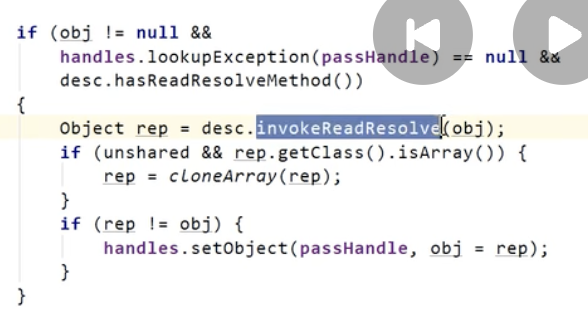 if (obj != null &&
handles.lookupException(passHandle) == null &&
desc.hasReadResolveMethod())
{
Object rep = desc.invokeReadResolve(obj);
if (unshared && rep.getClass().isArray()) {
rep = cloneArray(rep);
}
if (rep != obj) {
handles.setObject(passHandle, obj = rep);
}
}